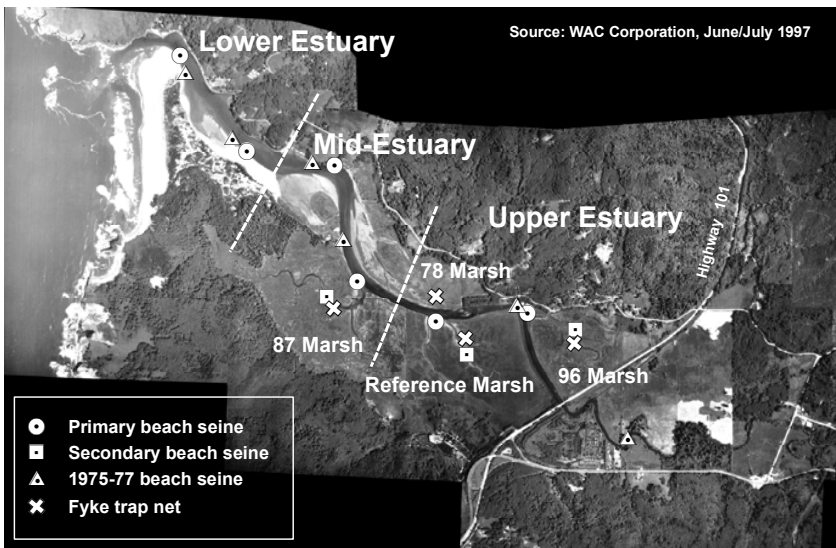 Source: WAC Corporation, June/July 1997
Lower Estuary
Mid-Estuary
Upper Estuary
Highway 101
78 Marsh
87 Marsh
Reference Marsh
96 Marsh
Primary beach seine
Secondary beach seine
1975-77 beach seine
Fyke trap net